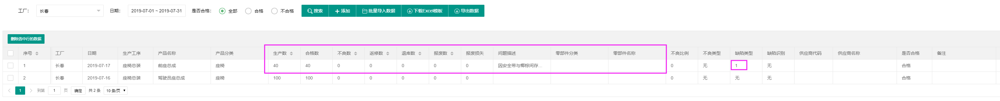 工厂： 长春 日期： 2019-07-01 ~ 2019-07-31 是否合格： 全部 合格 不合格 搜索 添加 批量导入数据 下载Excel模板 导出数据
删除选中行的数据
序号 工厂 日期 生产工序 产品名称 产品分类 生产数 合格数 不良数 返修数 退库数 报废数 报废损失 问题描述 零部件分类 零部件名称 不良比例 不良类型 缺陷类型 缺陷识别 供应商代码 供应商名称 是否合格 备注
1 长春 2019-07-17 座椅总装 前座总成 座椅 40 40 0 0 0 0 0 因安全带与椰棕间存... 0 无 1 无 合格
2 长春 2019-07-16 座椅总装 驾驶员座总成 座椅 100 100 0 0 0 0 0 0 无 无 无 合格
1 到第 1 页 确定 共 2 条 10 条/页